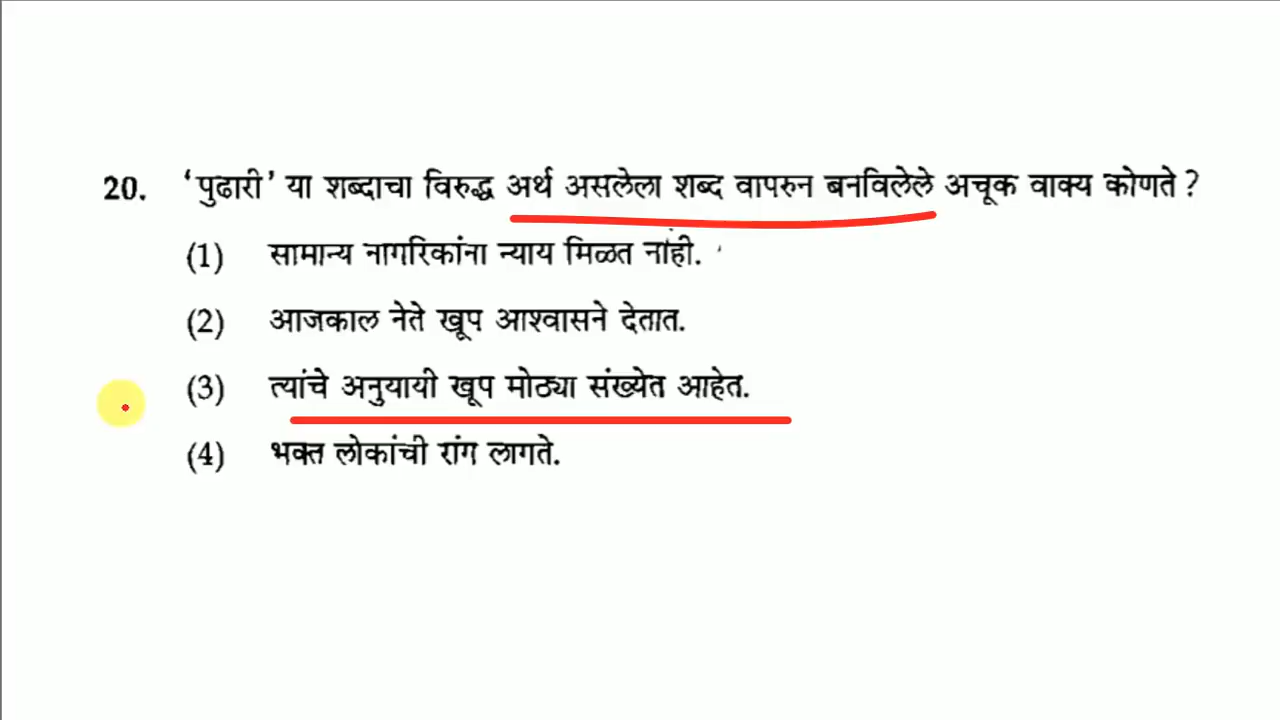 20. 'पुढारी' या शब्दाचा विरुद्ध अर्थ असलेला शब्द वापरुन बनविलेले अचूक वाक्य कोणते ?
(1) सामान्य नागरिकांना न्याय मिळत नाही.
(2) आजकाल नेते खूप आश्वासने देतात.
(3) त्यांचे अनुयायी खूप मोठ्या संख्येत आहेत.
(4) भक्त लोकांची रांग लागते.